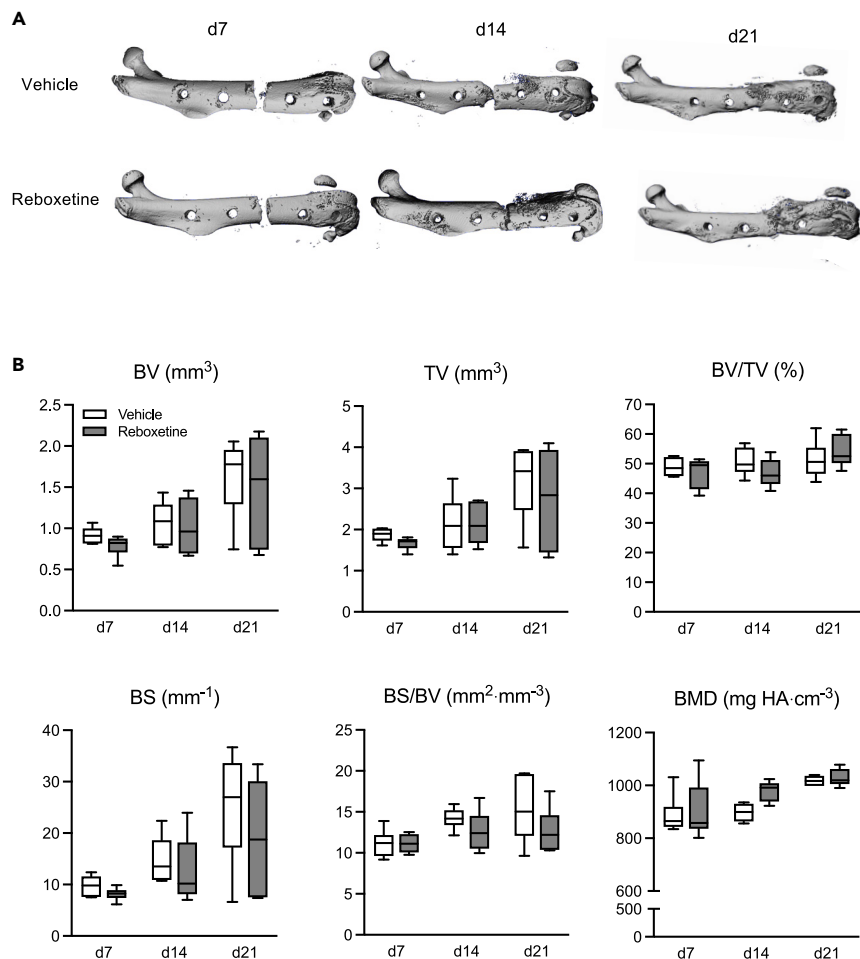 A
d7 d14 d21
Vehicle
Reboxetine
B
BV (mm³) TV (mm³) BV/TV (%)
Vehicle
Reboxetine
2.5
2.0
1.5
1.0
0.5
0.0
d7 d14 d21
5
4
3
2
1
0
d7 d14 d21
70
60
50
40
30
20
10
0
d7 d14 d21
BS (mm⁻¹) BS/BV (mm²·mm⁻³) BMD (mg HA·cm⁻³)
40
30
20
10
0
d7 d14 d21
25
20
15
10
5
0
d7 d14 d21
1200
1000
800
600
500
0
d7 d14 d21